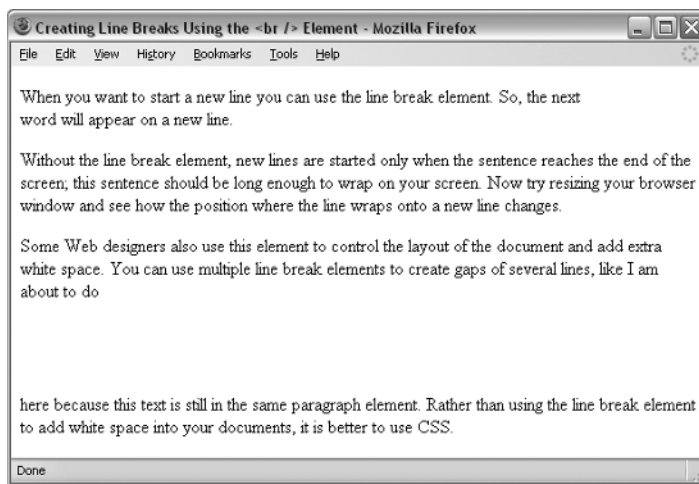 Creating Line Breaks Using the <br /> Element - Mozilla Firefox
File Edit View History Bookmarks Tools Help
When you want to start a new line you can use the line break element. So, the next
word will appear on a new line.
Without the line break element, new lines are started only when the sentence reaches the end of the
screen; this sentence should be long enough to wrap on your screen. Now try resizing your browser
window and see how the position where the line wraps onto a new line changes.
Some Web designers also use this element to control the layout of the document and add extra
white space. You can use multiple line break elements to create gaps of several lines, like I am
about to do
here because this text is still in the same paragraph element. Rather than using the line break element
to add white space into your documents, it is better to use CSS.
Done